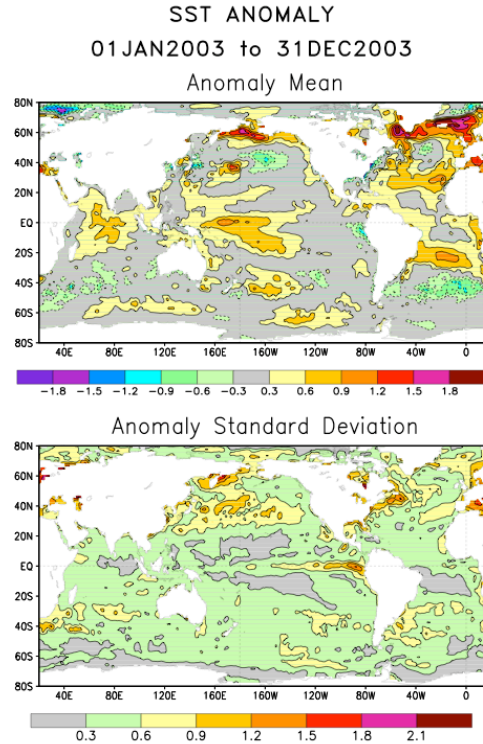 SST ANOMALY
01JAN2003 to 31DEC2003
Anomaly Mean
80N
60N
40N
20N
EQ
20S
40S
60S
80S
40E 80E 120E 160E 160W 120W 80W 40W 0
-1.8 -1.5 -1.2 -0.9 -0.6 -0.3 0.3 0.6 0.9 1.2 1.5 1.8
Anomaly Standard Deviation
80N
60N
40N
20N
EQ
20S
40S
60S
80S
40E 80E 120E 160E 160W 120W 80W 40W 0
0.3 0.6 0.9 1.2 1.5 1.8 2.1